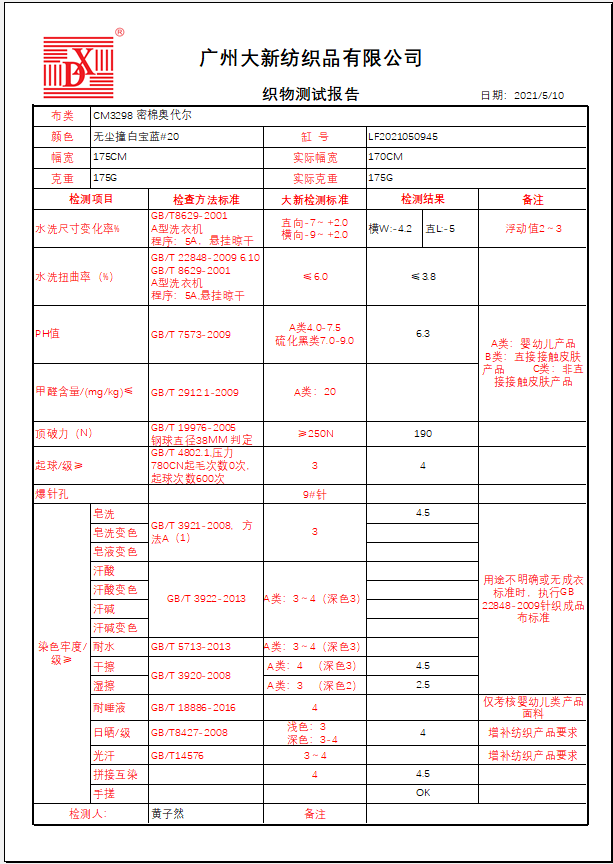 DX
广州大新纺织品有限公司
织物测试报告
日期：2021/5/10
布类 CM3298 密棉奥代尔
颜色 无尘撞白宝蓝#20 缸 号 LF2021050945
幅宽 175CM 实际幅宽 170CM
克重 175G 实际克重 175G
检测项目 检查方法标准 大新检测标准 检测结果 备注
水洗尺寸变化率%
GB/T8629-2001
A型洗衣机
程序：5A，悬挂晾干
直向-7~+2.0
横向-9~+2.0
横W:-4.2 直L:-5
浮动值2~3
水洗扭曲率（%）
GB/T 22848-2009 6.10
GB/T 8629-2001
A型洗衣机
程序：5A,悬挂晾干
≤6.0
≤3.8
PH值
GB/T 7573-2009
A类4.0-7.5
硫化黑类7.0-9.0
6.3
A类：婴幼儿产品
B类：直接接触皮肤
产品 C类：非直
接接触皮肤产品
甲醛含量/(mg/kg)≤
GB/T 2912.1-2009
A类：20
顶破力（N）
GB/T 19976-2005
钢球直径38MM 判定
≥250N
190
起球/级≥
GB/T 4802.1,压力
780CN起毛次数0次，
起球次数600次
3
4
爆针孔 9#针
染色牢度/
级≥
皂洗
皂洗变色
皂液变色
GB/T 3921-2008，方
法A（1）
3
4.5
用途不明确或无成衣
标准时，执行GB
22848-2009针织成品
布标准
汗酸
汗酸变色
汗碱
汗碱变色
GB/T 3922-2013
A类：3~4（深色3）
耐水 GB/T 5713-2013 A类：3~4（深色3）
干擦
湿擦
GB/T 3920-2008
A类：4 （深色3）
A类：3 （深色2）
4.5
2.5
耐唾液 GB/T 18886-2016 4
仅考核婴幼儿类产品
面料
日晒/级 GB/T8427-2008
浅色：3
深色：3-4
4
增补纺织产品要求
光汗 GB/T14576 3~4 增补纺织产品要求
拼接互染 4 4.5
手搓 OK
检测人： 黄子然 备注